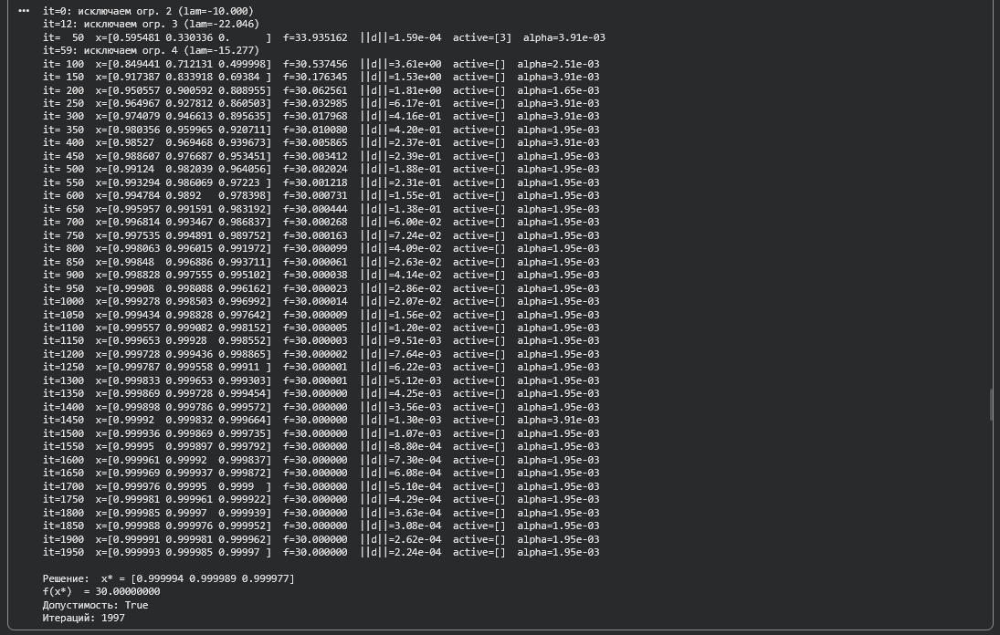 ••• it=0: исключаем огр. 2 (lam=-10.000)
it=12: исключаем огр. 3 (lam=-22.046)
it=  50  x=[0.595481 0.330336 0.      ]  f=33.935162  ||d||=1.59e-04  active=[3]  alpha=3.91e-03
it=59: исключаем огр. 4 (lam=-15.277)
it= 100  x=[0.849441 0.712131 0.499998]  f=30.537456  ||d||=3.61e+00  active=[]  alpha=2.51e-03
it= 150  x=[0.917387 0.833918 0.69384 ]  f=30.176345  ||d||=1.53e+00  active=[]  alpha=3.91e-03
it= 200  x=[0.950557 0.900592 0.808955]  f=30.062561  ||d||=1.81e+00  active=[]  alpha=1.65e-03
it= 250  x=[0.964967 0.927812 0.860503]  f=30.032985  ||d||=6.17e-01  active=[]  alpha=3.91e-03
it= 300  x=[0.974079 0.946613 0.895635]  f=30.017968  ||d||=4.16e-01  active=[]  alpha=3.91e-03
it= 350  x=[0.980356 0.959965 0.920711]  f=30.010080  ||d||=4.20e-01  active=[]  alpha=1.95e-03
it= 400  x=[0.98527  0.969468 0.939673]  f=30.005865  ||d||=2.37e-01  active=[]  alpha=3.91e-03
it= 450  x=[0.988607 0.976687 0.953451]  f=30.003412  ||d||=2.39e-01  active=[]  alpha=1.95e-03
it= 500  x=[0.99124  0.982039 0.964056]  f=30.002024  ||d||=1.88e-01  active=[]  alpha=1.95e-03
it= 550  x=[0.993294 0.986069 0.97223 ]  f=30.001218  ||d||=2.31e-01  active=[]  alpha=1.95e-03
it= 600  x=[0.994784 0.9892   0.978398]  f=30.000731  ||d||=1.55e-01  active=[]  alpha=1.95e-03
it= 650  x=[0.995957 0.991591 0.983192]  f=30.000444  ||d||=1.38e-01  active=[]  alpha=1.95e-03
it= 700  x=[0.996814 0.993467 0.986837]  f=30.000268  ||d||=6.00e-02  active=[]  alpha=1.95e-03
it= 750  x=[0.997535 0.994891 0.989752]  f=30.000163  ||d||=7.24e-02  active=[]  alpha=1.95e-03
it= 800  x=[0.998063 0.996015 0.991972]  f=30.000099  ||d||=4.09e-02  active=[]  alpha=1.95e-03
it= 850  x=[0.99848  0.996886 0.993711]  f=30.000061  ||d||=2.63e-02  active=[]  alpha=1.95e-03
it= 900  x=[0.998828 0.997555 0.995102]  f=30.000038  ||d||=4.14e-02  active=[]  alpha=1.95e-03
it= 950  x=[0.99908  0.998088 0.996162]  f=30.000023  ||d||=2.86e-02  active=[]  alpha=1.95e-03
it=1000  x=[0.999278 0.998503 0.996992]  f=30.000014  ||d||=2.07e-02  active=[]  alpha=1.95e-03
it=1050  x=[0.999434 0.998828 0.997642]  f=30.000009  ||d||=1.56e-02  active=[]  alpha=1.95e-03
it=1100  x=[0.999557 0.999082 0.998152]  f=30.000005  ||d||=1.20e-02  active=[]  alpha=1.95e-03
it=1150  x=[0.999653 0.99928  0.998552]  f=30.000003  ||d||=9.51e-03  active=[]  alpha=1.95e-03
it=1200  x=[0.999728 0.999436 0.998865]  f=30.000002  ||d||=7.64e-03  active=[]  alpha=1.95e-03
it=1250  x=[0.999787 0.999558 0.99911 ]  f=30.000001  ||d||=6.22e-03  active=[]  alpha=1.95e-03
it=1300  x=[0.999833 0.999653 0.999303]  f=30.000001  ||d||=5.12e-03  active=[]  alpha=1.95e-03
it=1350  x=[0.999869 0.999728 0.999454]  f=30.000000  ||d||=4.25e-03  active=[]  alpha=1.95e-03
it=1400  x=[0.999898 0.999786 0.999572]  f=30.000000  ||d||=3.56e-03  active=[]  alpha=1.95e-03
it=1450  x=[0.99992  0.999832 0.999664]  f=30.000000  ||d||=1.30e-03  active=[]  alpha=3.91e-03
it=1500  x=[0.999936 0.999869 0.999735]  f=30.000000  ||d||=1.07e-03  active=[]  alpha=1.95e-03
it=1550  x=[0.99995  0.999897 0.999792]  f=30.000000  ||d||=8.80e-04  active=[]  alpha=1.95e-03
it=1600  x=[0.999961 0.99992  0.999837]  f=30.000000  ||d||=7.30e-04  active=[]  alpha=1.95e-03
it=1650  x=[0.999969 0.999937 0.999872]  f=30.000000  ||d||=6.08e-04  active=[]  alpha=1.95e-03
it=1700  x=[0.999976 0.99995  0.9999  ]  f=30.000000  ||d||=5.10e-04  active=[]  alpha=1.95e-03
it=1750  x=[0.999981 0.999961 0.999922]  f=30.000000  ||d||=4.29e-04  active=[]  alpha=1.95e-03
it=1800  x=[0.999985 0.99997  0.999939]  f=30.000000  ||d||=3.63e-04  active=[]  alpha=1.95e-03
it=1850  x=[0.999988 0.999976 0.999952]  f=30.000000  ||d||=3.08e-04  active=[]  alpha=1.95e-03
it=1900  x=[0.999991 0.999981 0.999962]  f=30.000000  ||d||=2.62e-04  active=[]  alpha=1.95e-03
it=1950  x=[0.999993 0.999985 0.99997 ]  f=30.000000  ||d||=2.24e-04  active=[]  alpha=1.95e-03
Решение:  x* = [0.999994 0.999989 0.999977]
f(x*)  = 30.00000000
Допустимость: True
Итераций: 1997